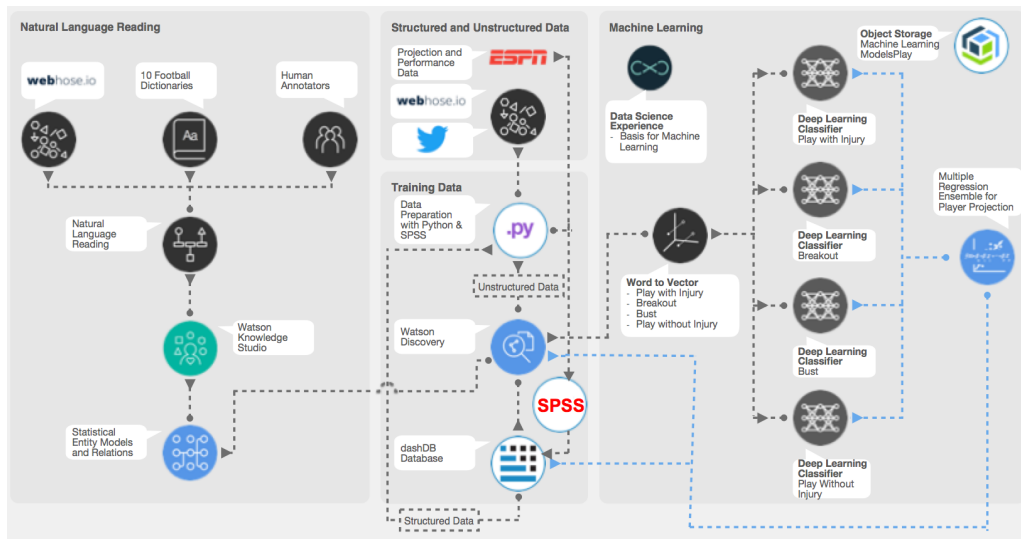 Natural Language Reading
webhose.io
10 Football
Dictionaries
Human
Annotators
Aa
Natural
Language
Reading
Watson
Knowledge
Studio
Statistical
Entity Models
and Relations
Structured and Unstructured Data
Projection and
Performance
Data
ESPN
webhose.io
Training Data
Data
Preparation
with Python &
SPSS
.py
Unstructured Data
Watson
Discovery
SPSS
dashDB
Database
Structured Data
Machine Learning
Data Science
Experience
- Basis for Machine
Learning
Word to Vector
- Play with Injury
- Breakout
- Bust
- Play without Injury
Deep Learning
Classifier
Play with Injury
Deep Learning
Classifier
Breakout
Deep Learning
Classifier
Bust
Deep Learning
Classifier
Play Without
Injury
Object Storage
Machine Learning
ModelsPlay
Multiple
Regression
Ensemble for
Player Projection